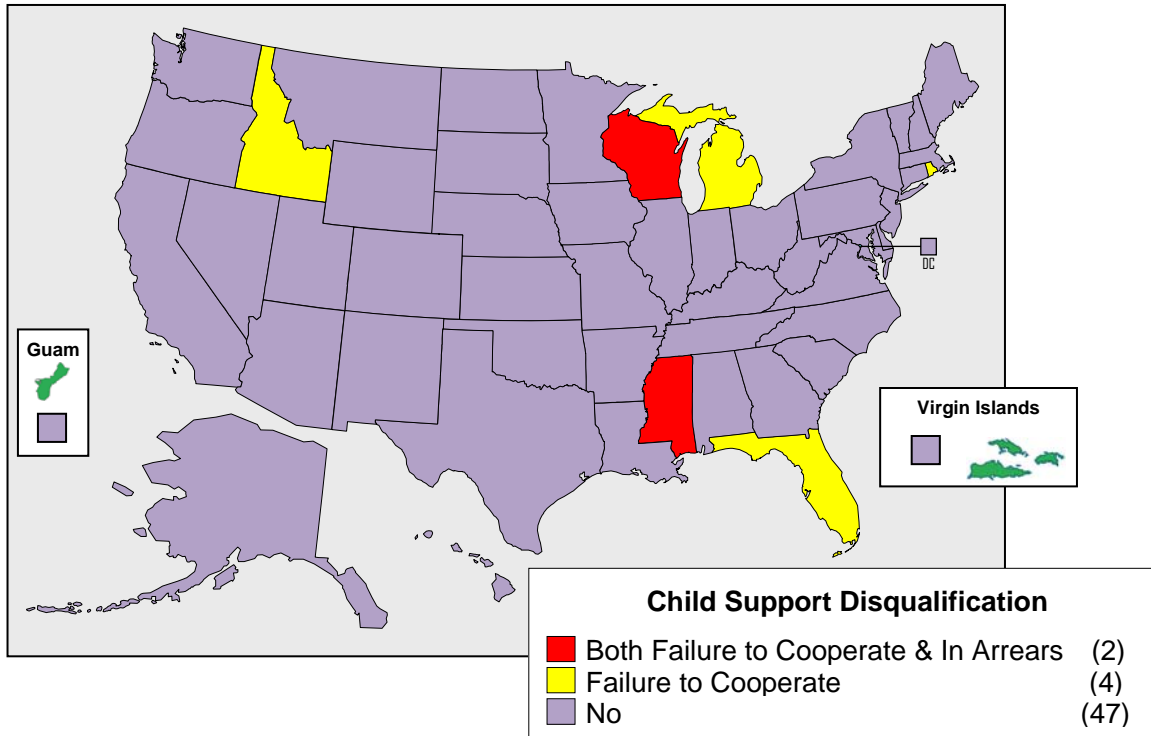 DC
Guam
Virgin Islands
Child Support Disqualification
Both Failure to Cooperate & In Arrears (2)
Failure to Cooperate (4)
No (47)